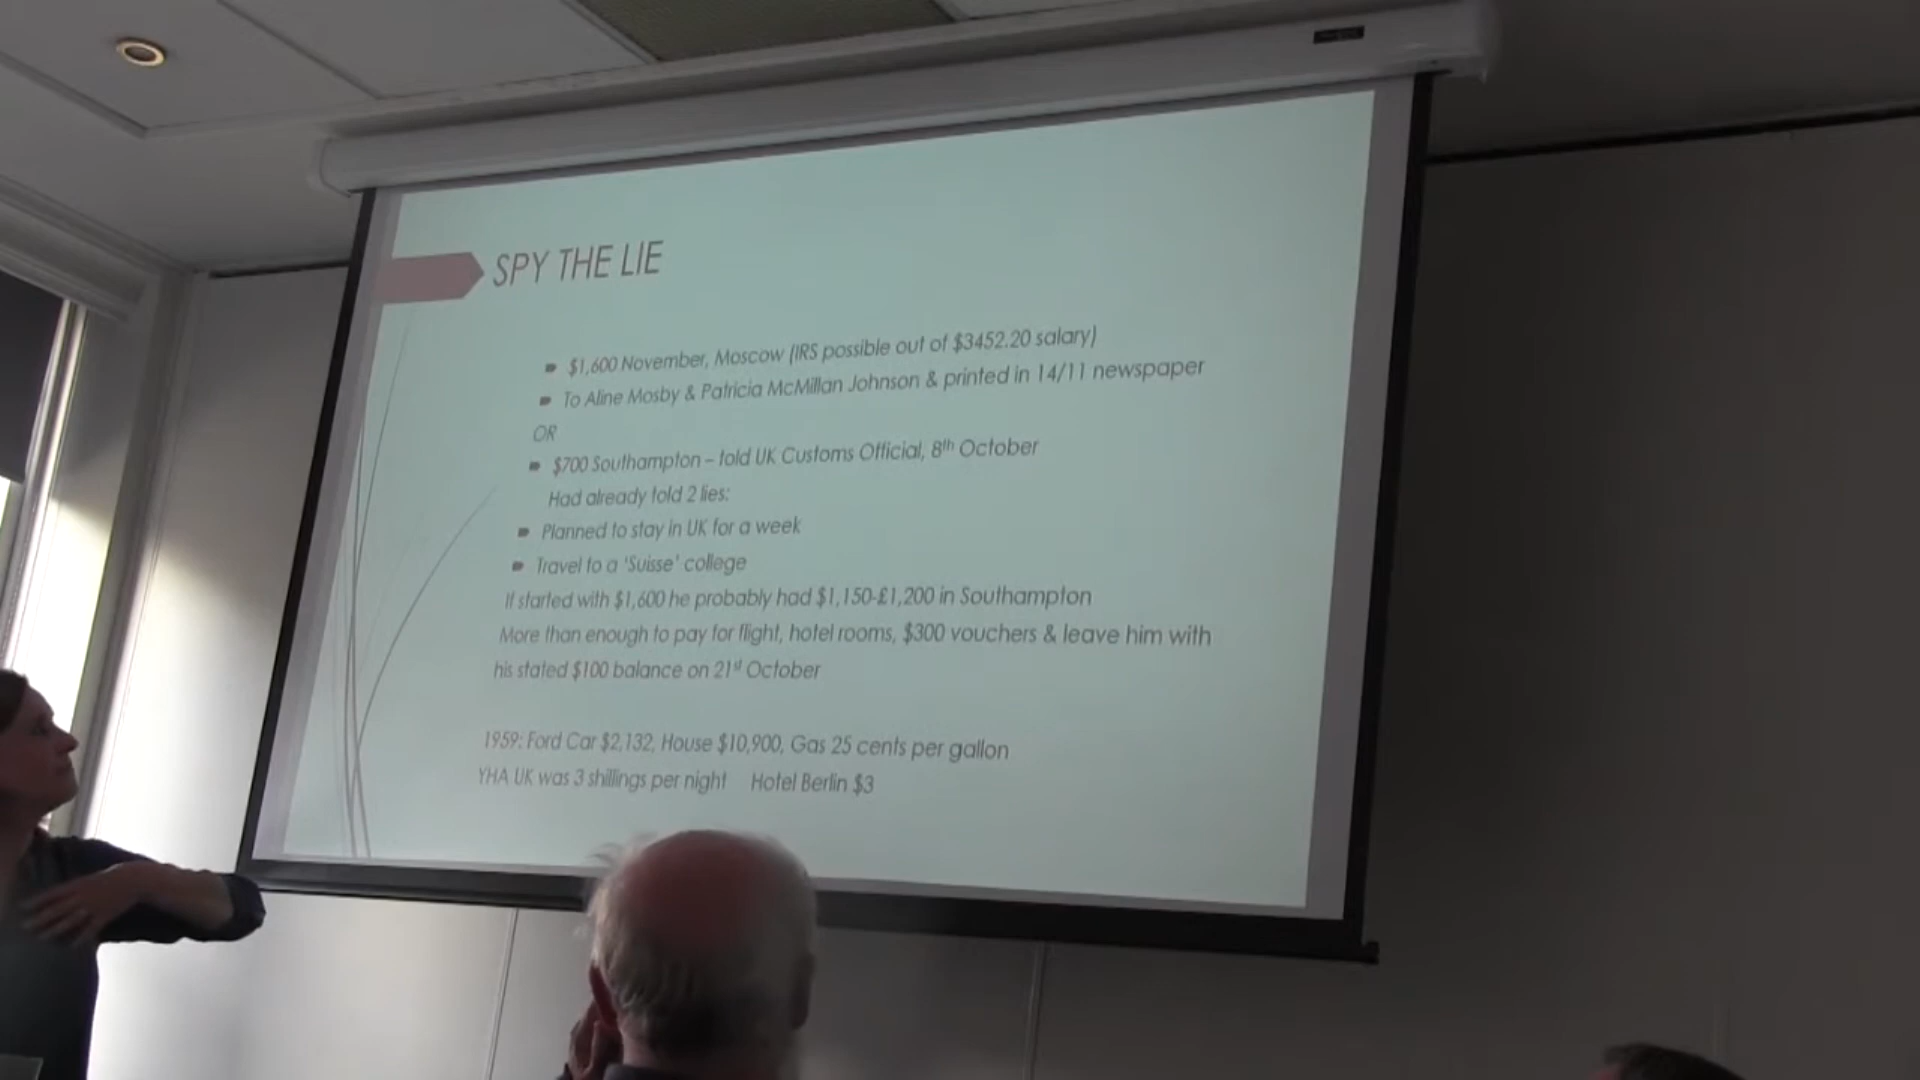 SPY THE LIE
$1,600 November, Moscow (IRS possible out of $3452.20 salary)
To Aline Mosby & Patricia McMillan Johnson & printed in 14/11 newspaper
OR
$700 Southampton – told UK Customs Official, 8th October
Had already told 2 lies:
Planned to stay in UK for a week
Travel to a 'Suisse' college
If started with $1,600 he probably had $1,150-£1,200 in Southampton
More than enough to pay for flight, hotel rooms, $300 vouchers & leave him with
his stated $100 balance on 21st October
1959: Ford Car $2,132, House $10,900, Gas 25 cents per gallon
YHA UK was 3 shillings per night Hotel Berlin $3